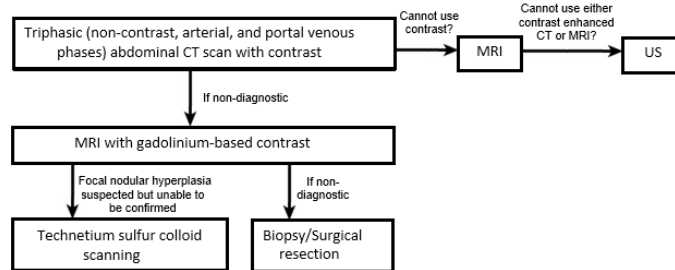 Triphasic (non-contrast, arterial, and portal venous
phases) abdominal CT scan with contrast
Cannot use
contrast?
MRI
Cannot use either
contrast enhanced
CT or MRI?
US
If non-diagnostic
MRI with gadolinium-based contrast
Focal nodular hyperplasia
suspected but unable to
be confirmed
If non-
diagnostic
Technetium sulfur colloid
scanning
Biopsy/Surgical
resection